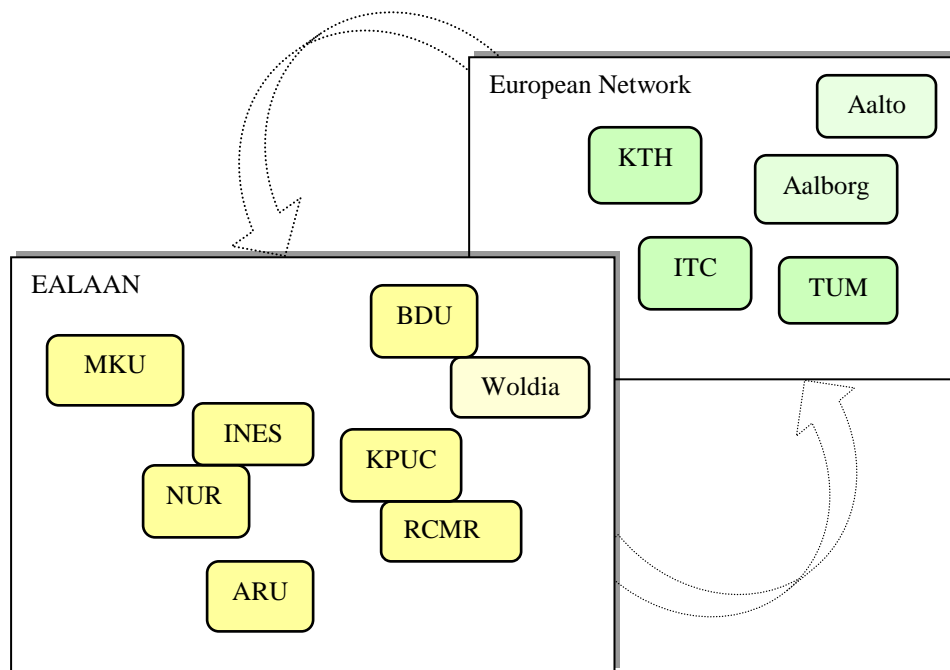 European Network
Aalto
KTH
Aalborg
ITC
TUM
EALAAN
BDU
MKU
Woldia
INES
KPUC
NUR
RCMR
ARU